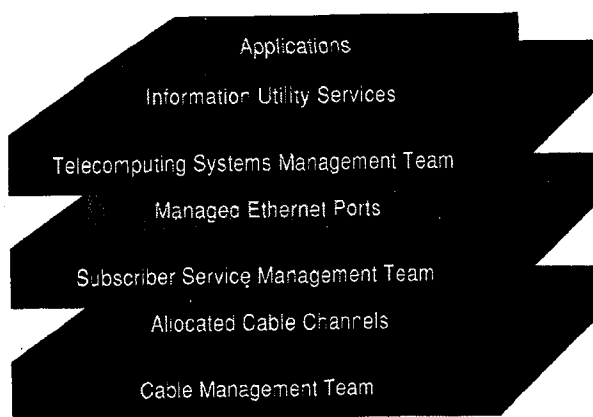 Applications
Information Utility Services
Telecomputing Systems Management Team
Managed Ethernet Ports
Subscriber Service Management Team
Allocated Cable Channels
Cable Management Team